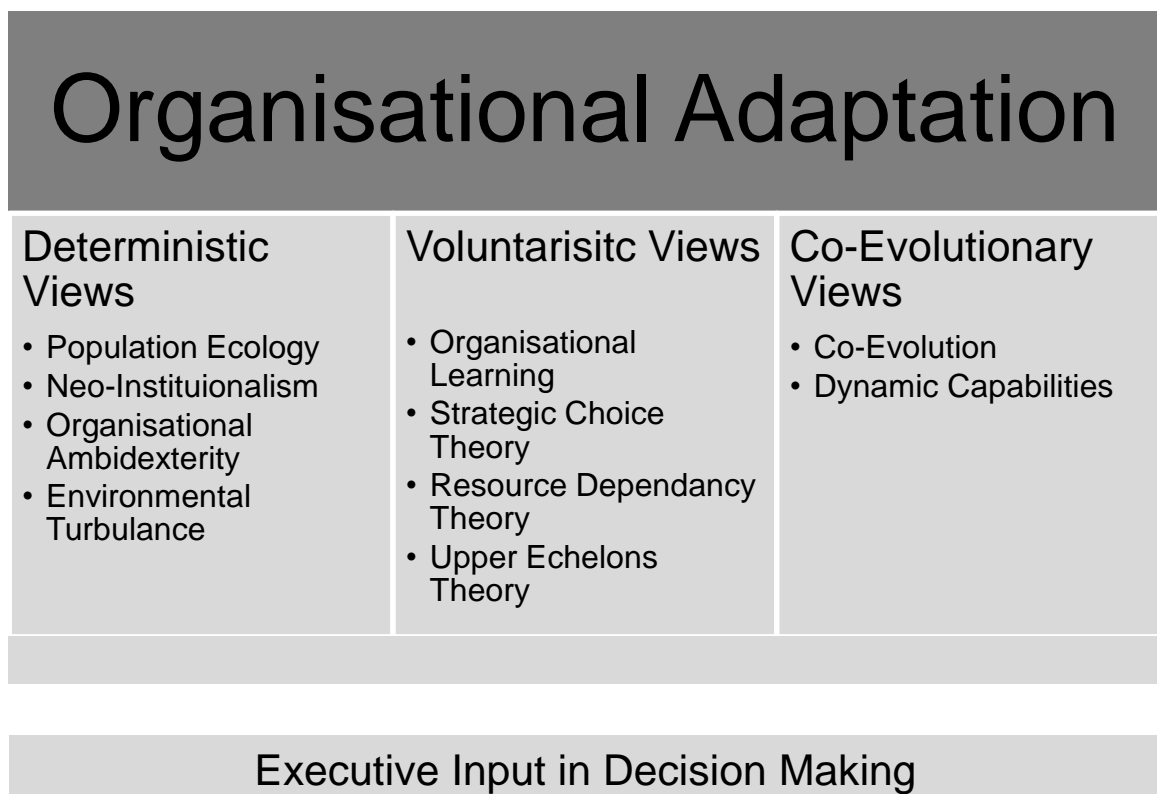 Organisational Adaptation
Deterministic
Views
• Population Ecology
• Neo-Instituionalism
• Organisational
Ambidexterity
• Environmental
Turbulance
Voluntarisitc Views
• Organisational
Learning
• Strategic Choice
Theory
• Resource Dependancy
Theory
• Upper Echelons
Theory
Co-Evolutionary
Views
• Co-Evolution
• Dynamic Capabilities
Executive Input in Decision Making